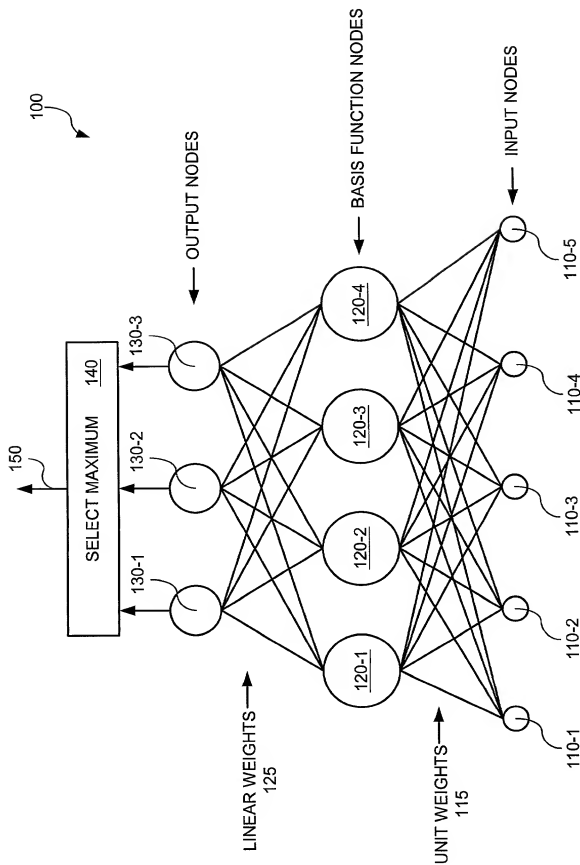 100
150
SELECT MAXIMUM 140
130-1
130-2
130-3
OUTPUT NODES
LINEAR WEIGHTS
125
120-1
120-2
120-3
120-4
BASIS FUNCTION NODES
UNIT WEIGHTS
115
INPUT NODES
110-1
110-2
110-3
110-4
110-5